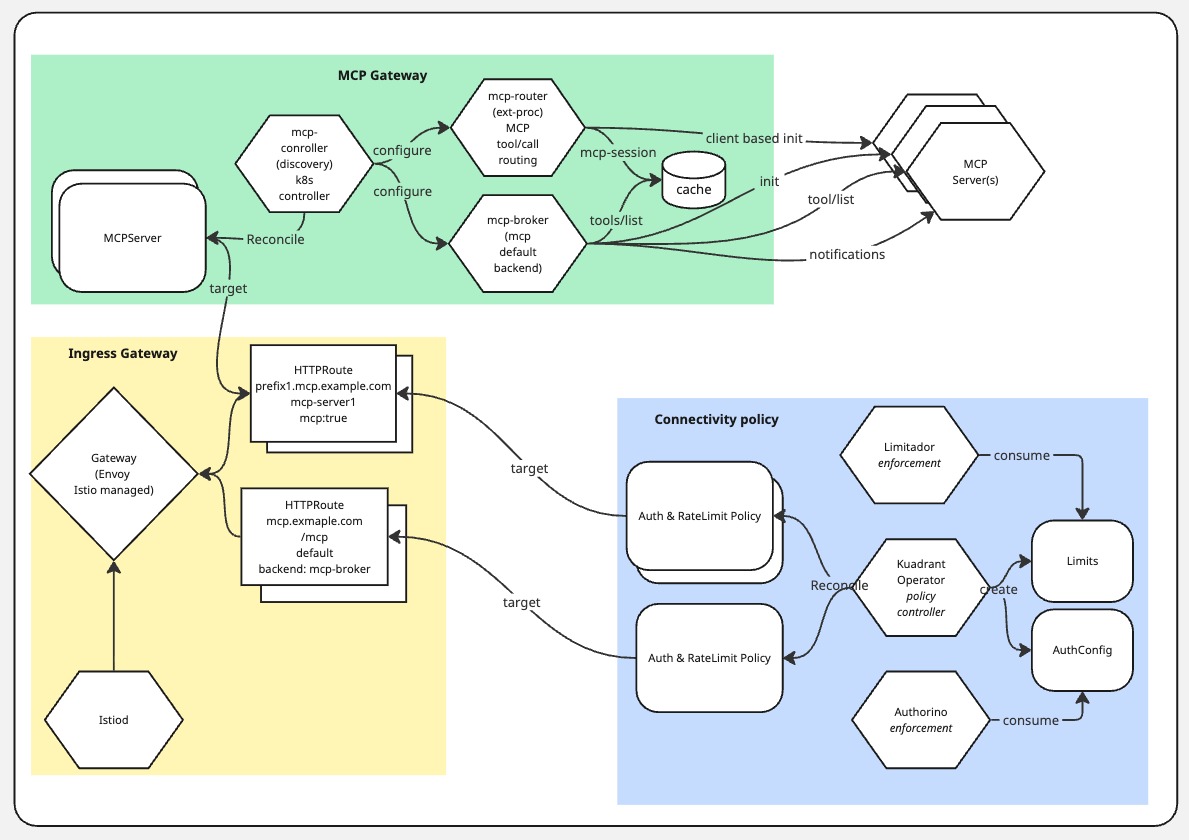 MCP Gateway
mcp-
conroller
(discovery)
k8s
controller
configure
configure
mcp-router
(ext-proc)
MCP
tool/call
routing
mcp-broker
(mcp
default
backend)
mcp-session
tools/list
cache
client based init
init
tool/list
notifications
MCP
Server(s)
MCPServer
Reconcile
target
Ingress Gateway
HTTPRoute
prefix1.mcp.example.com
mcp-server1
mcp:true
Gateway
(Envoy
Istio managed)
HTTPRoute
mcp.exmaple.com
/mcp
default
backend: mcp-broker
Istiod
target
target
Connectivity policy
Auth & RateLimit Policy
Auth & RateLimit Policy
Reconcile
Limitador
enforcement
consume
Kuadrant
Operator
policy
controller
create
Limits
AuthConfig
Authorino
enforcement
consume